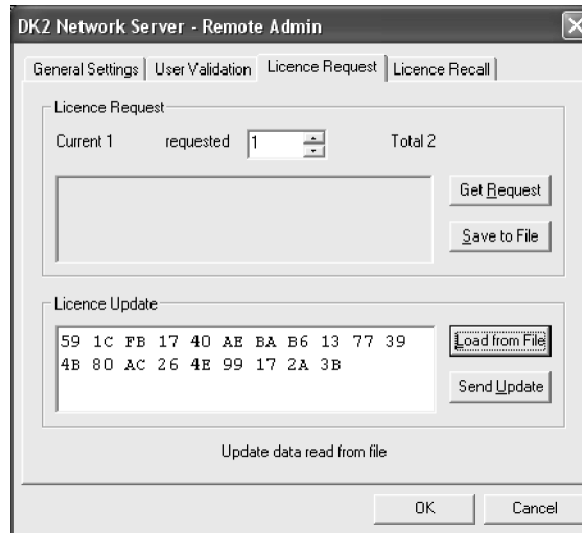 DK2 Network Server - Remote Admin
General Settings User Validation Licence Request Licence Recall
Licence Request
Current 1 requested 1 Total 2
Get Request
Save to File
Licence Update
59 1C FB 17 40 AE BA B6 13 77 39
4B 80 AC 26 4E 99 17 2A 3B
Load from File
Send Update
Update data read from file
OK Cancel